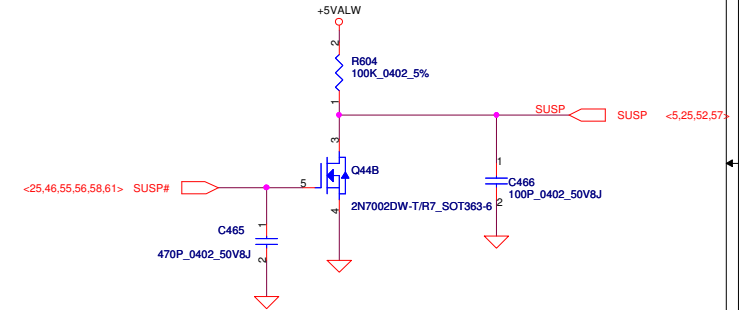 +5VALW
2
R604
100K_0402_5%
1
SUSP
SUSP <5,25,52,57>
3
Q44B
1
<25,46,55,56,58,61> SUSP#
5
C466
100P_0402_50V8J
2
4
2N7002DW-T/R7_SOT363-6
1
C465
470P_0402_50V8J
2